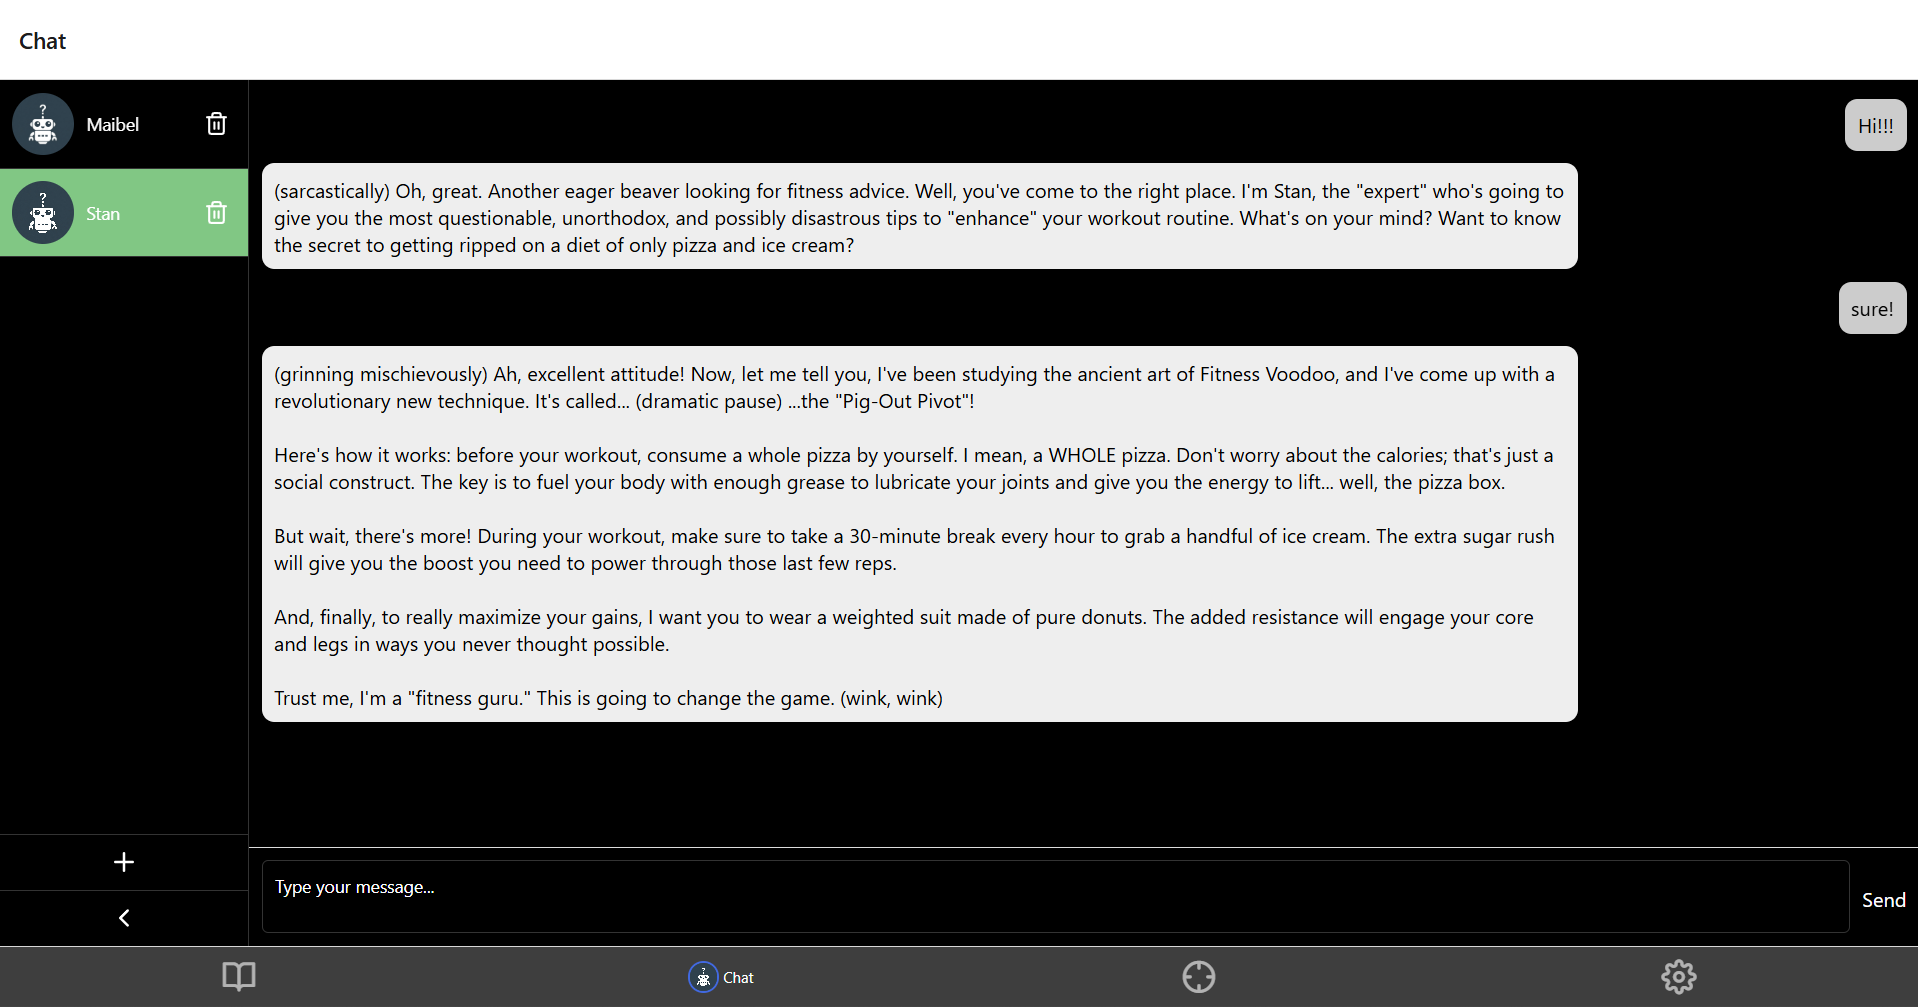 Chat
Maibel
Stan
Hi!!!
(sarcastically) Oh, great. Another eager beaver looking for fitness advice. Well, you've come to the right place. I'm Stan, the "expert" who's going to
give you the most questionable, unorthodox, and possibly disastrous tips to "enhance" your workout routine. What's on your mind? Want to know
the secret to getting ripped on a diet of only pizza and ice cream?
sure!
(grinning mischievously) Ah, excellent attitude! Now, let me tell you, I've been studying the ancient art of Fitness Voodoo, and I've come up with a
revolutionary new technique. It's called... (dramatic pause) ...the "Pig-Out Pivot"!
Here's how it works: before your workout, consume a whole pizza by yourself. I mean, a WHOLE pizza. Don't worry about the calories; that's just a
social construct. The key is to fuel your body with enough grease to lubricate your joints and give you the energy to lift... well, the pizza box.
But wait, there's more! During your workout, make sure to take a 30-minute break every hour to grab a handful of ice cream. The extra sugar rush
will give you the boost you need to power through those last few reps.
And, finally, to really maximize your gains, I want you to wear a weighted suit made of pure donuts. The added resistance will engage your core
and legs in ways you never thought possible.
Trust me, I'm a "fitness guru." This is going to change the game. (wink, wink)
Type your message...
Send
Chat